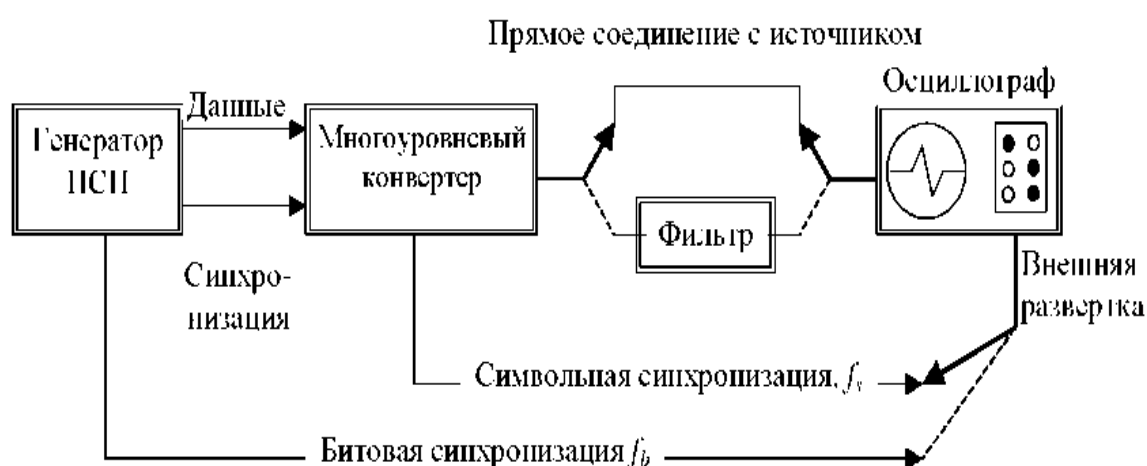 Прямое соединение с источником
Осциллограф
Данные
Генератор
ПСП
Многоуровневый
конвертер
Фильтр
Синхро-
низация
Внешняя
развертка
Символьная синхронизация, fs
Битовая синхронизация fb